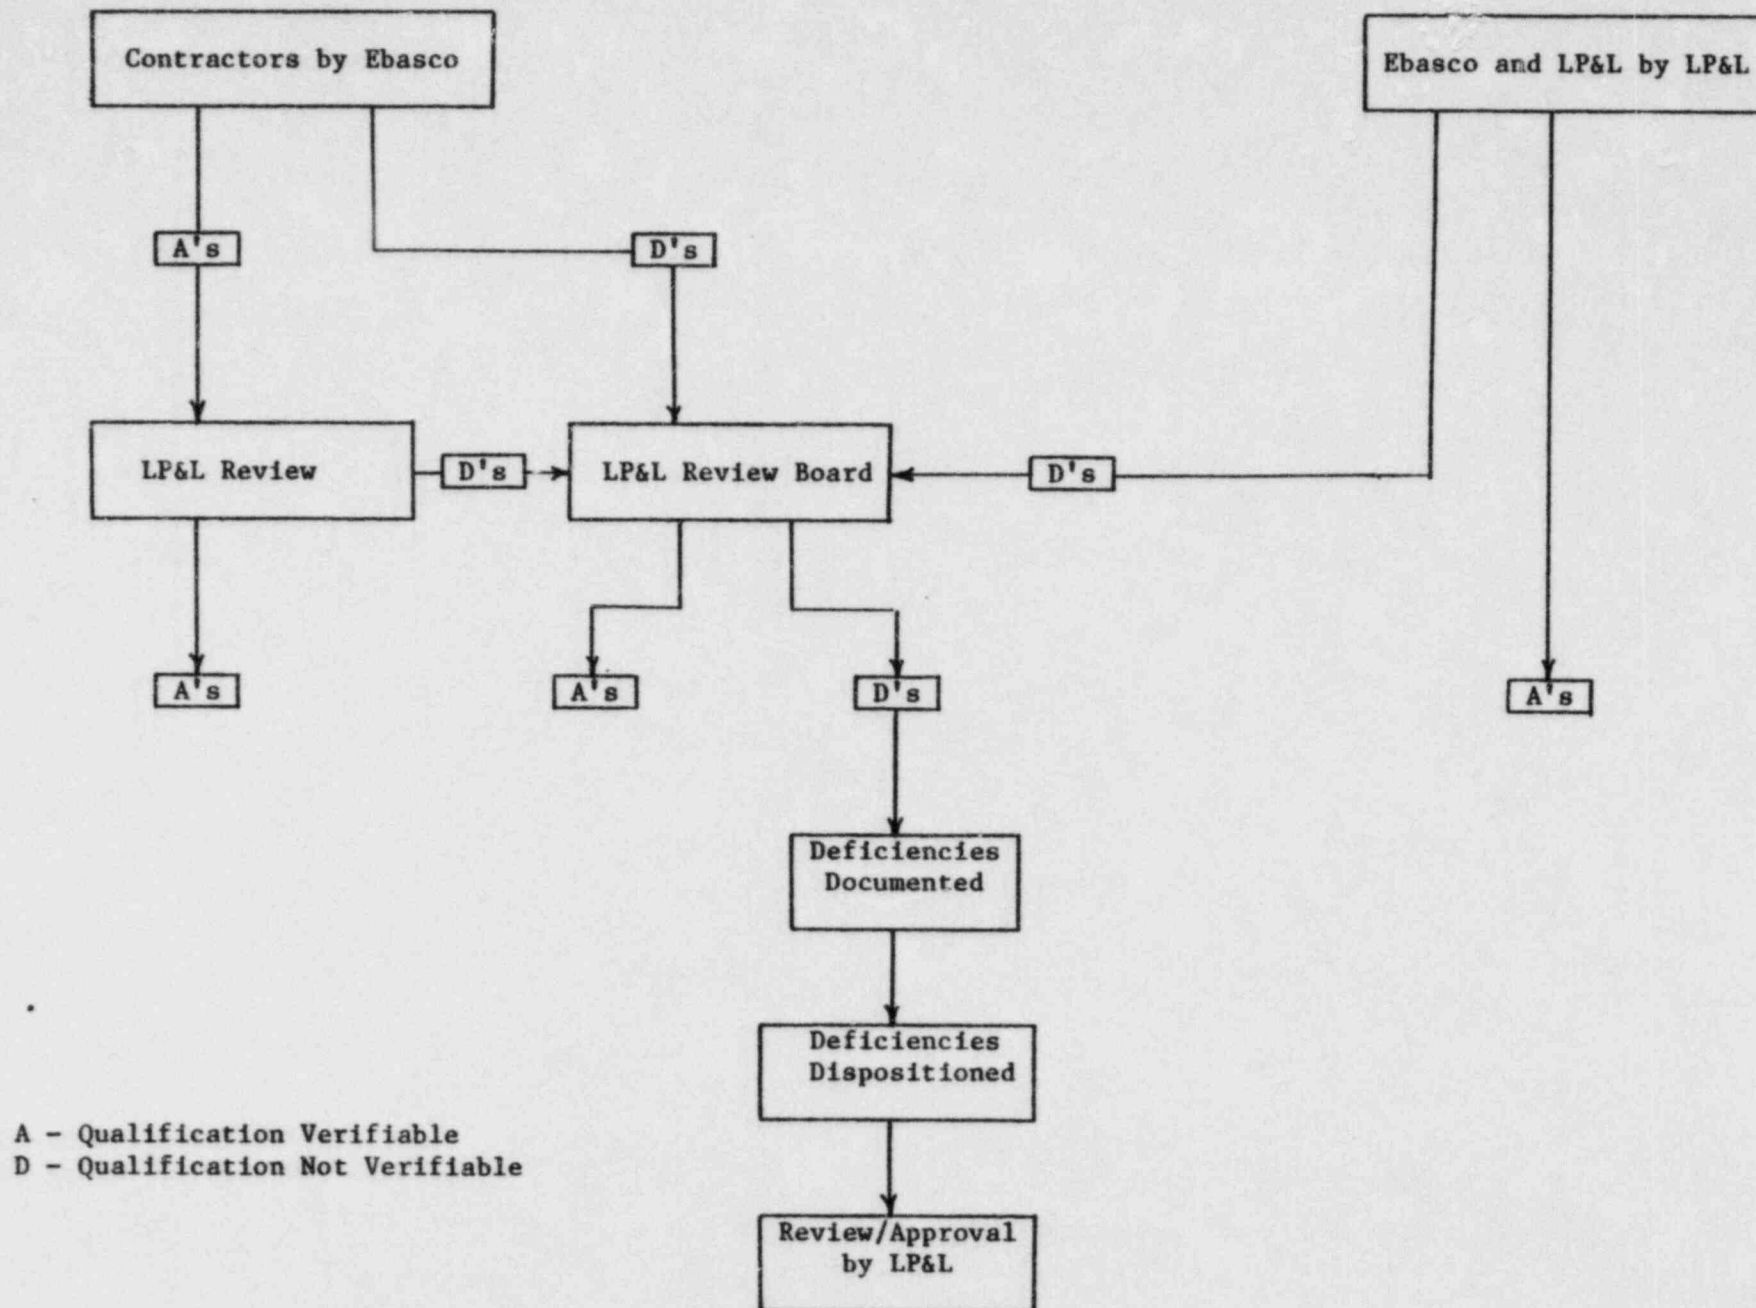 Contractors by Ebasco
Ebasco and LP&L by LP&L
A's
D's
LP&L Review
D's
LP&L Review Board
D's
A's
A's
D's
A's
Deficiencies
Documented
Deficiencies
Dispositioned
A - Qualification Verifiable
D - Qualification Not Verifiable
Review/Approval
by LP&L